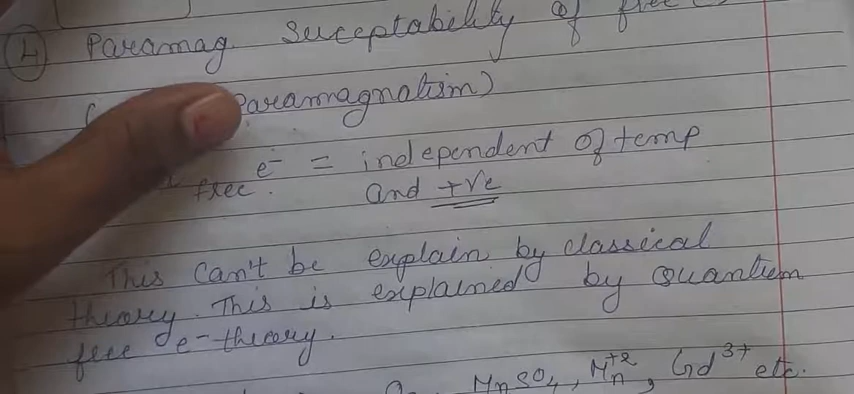 4 Paramag. Suceptability of free
Paramagnatism)
free e- = independent of temp
and +ve
This can't be explain by classical
theory. This is explained by Quantum
free e- theory.
MnSO4, Mn+2, Gd3+ etc.